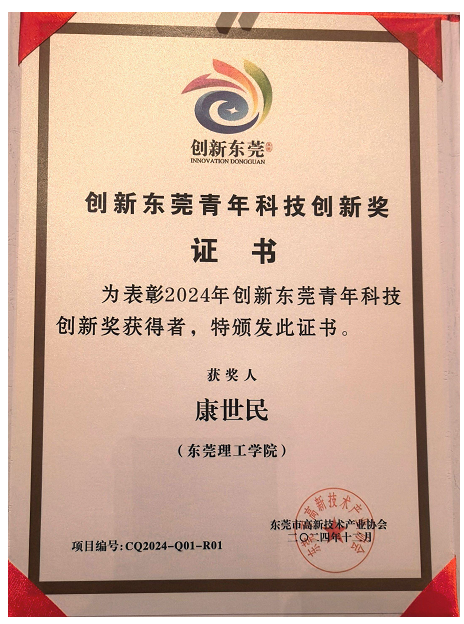 创新东莞
INNOVATION DONGGUAN
创新东莞青年科技创新奖
证书
为表彰2024年创新东莞青年科技
创新奖获得者，特颁发此证书。
获奖人
康世民
（东莞理工学院）
东莞市高新技术产业协会
二〇二四年十二月
项目编号：CQ2024-Q01-R01